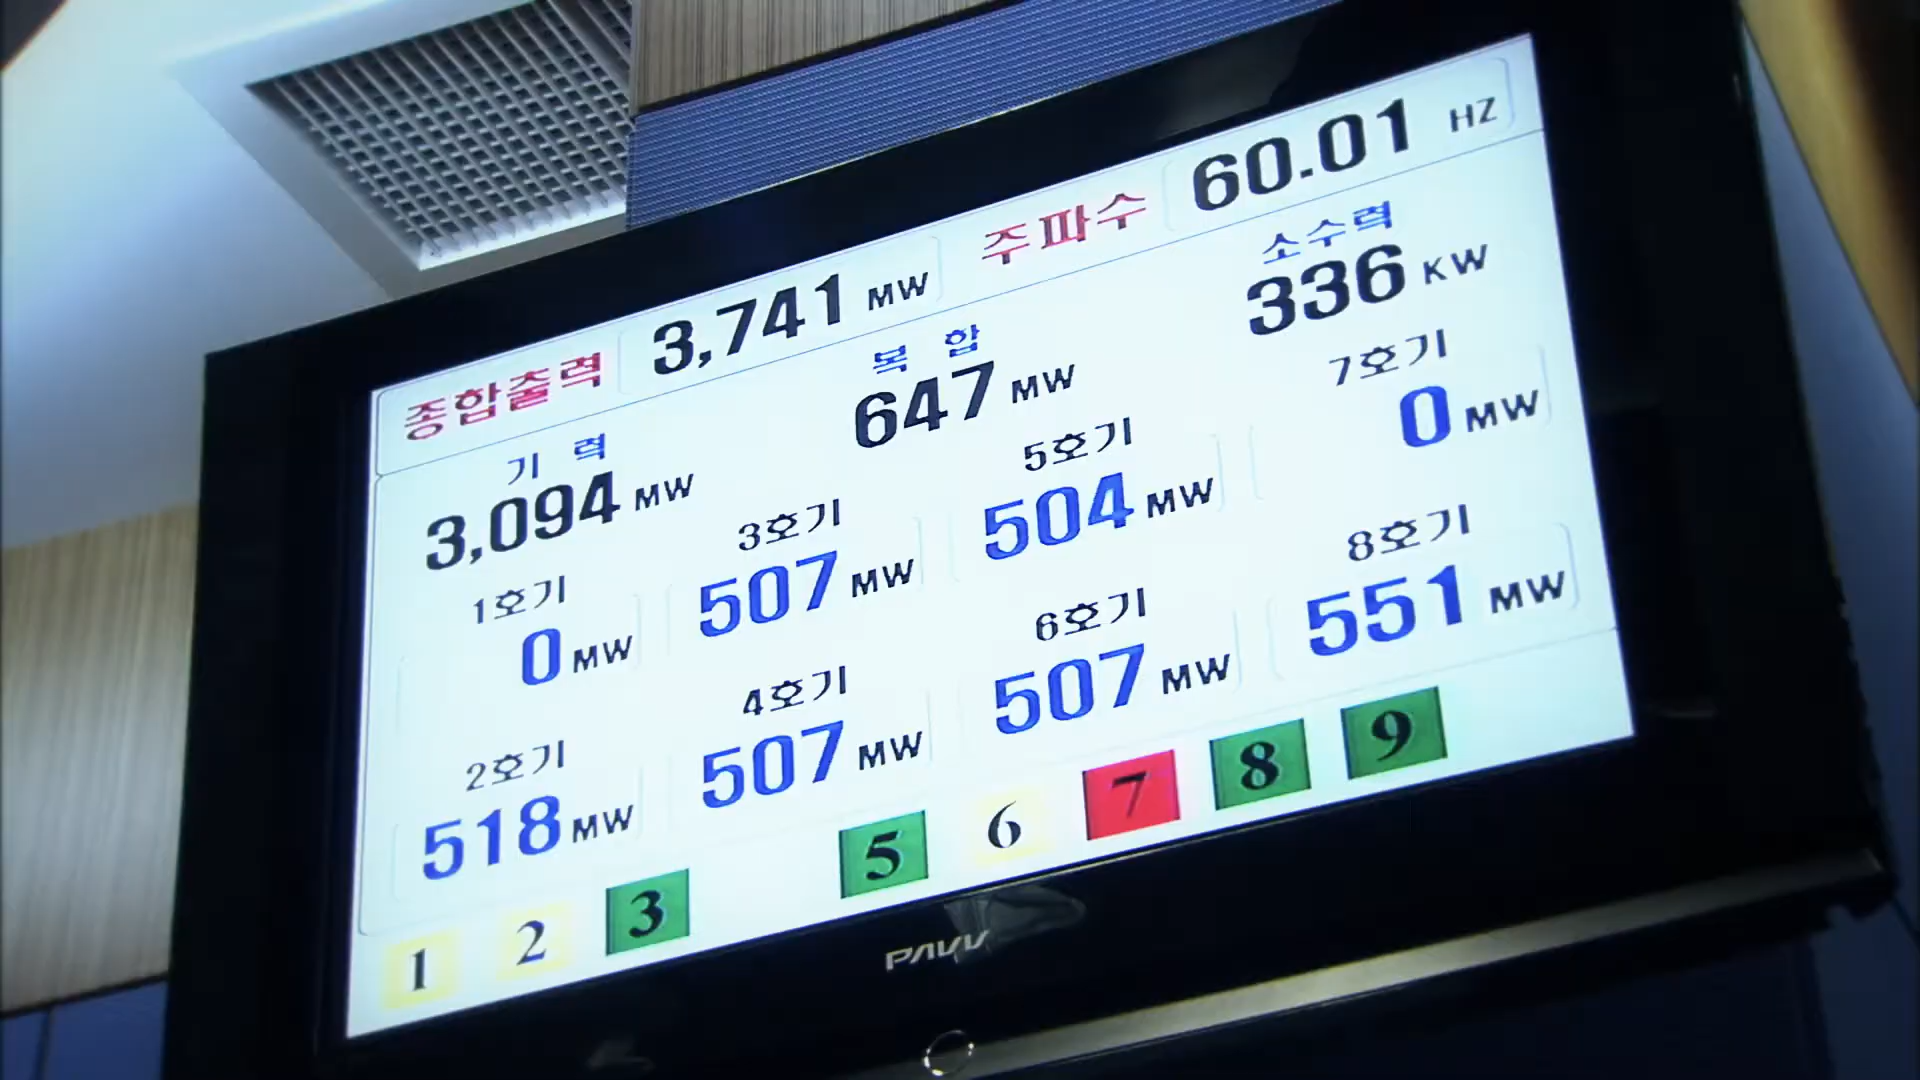 종합출력 3,741 MW 주파수 60.01 HZ
기 력 복 합 소수력
3,094 MW 647 MW 336 KW
1호기 3호기 5호기 7호기
0 MW 507 MW 504 MW 0 MW
2호기 4호기 6호기 8호기
518 MW 507 MW 507 MW 551 MW
1 2 3 5 6 7 8 9
PAVV